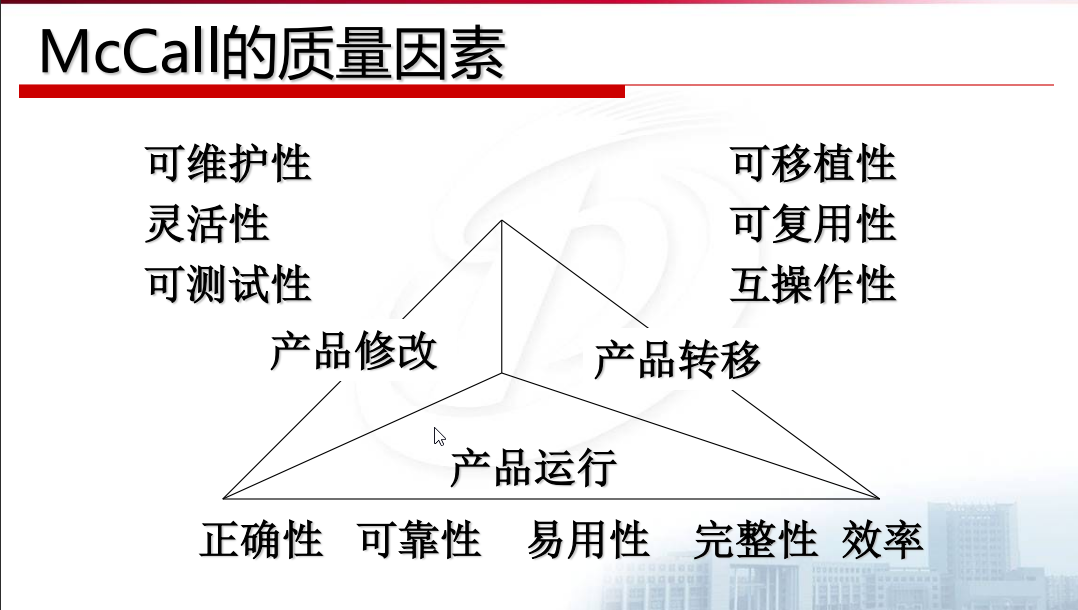 McCall的质量因素
可维护性
灵活性
可测试性
可移植性
可复用性
互操作性
产品修改
产品转移
产品运行
正确性 可靠性 易用性 完整性 效率